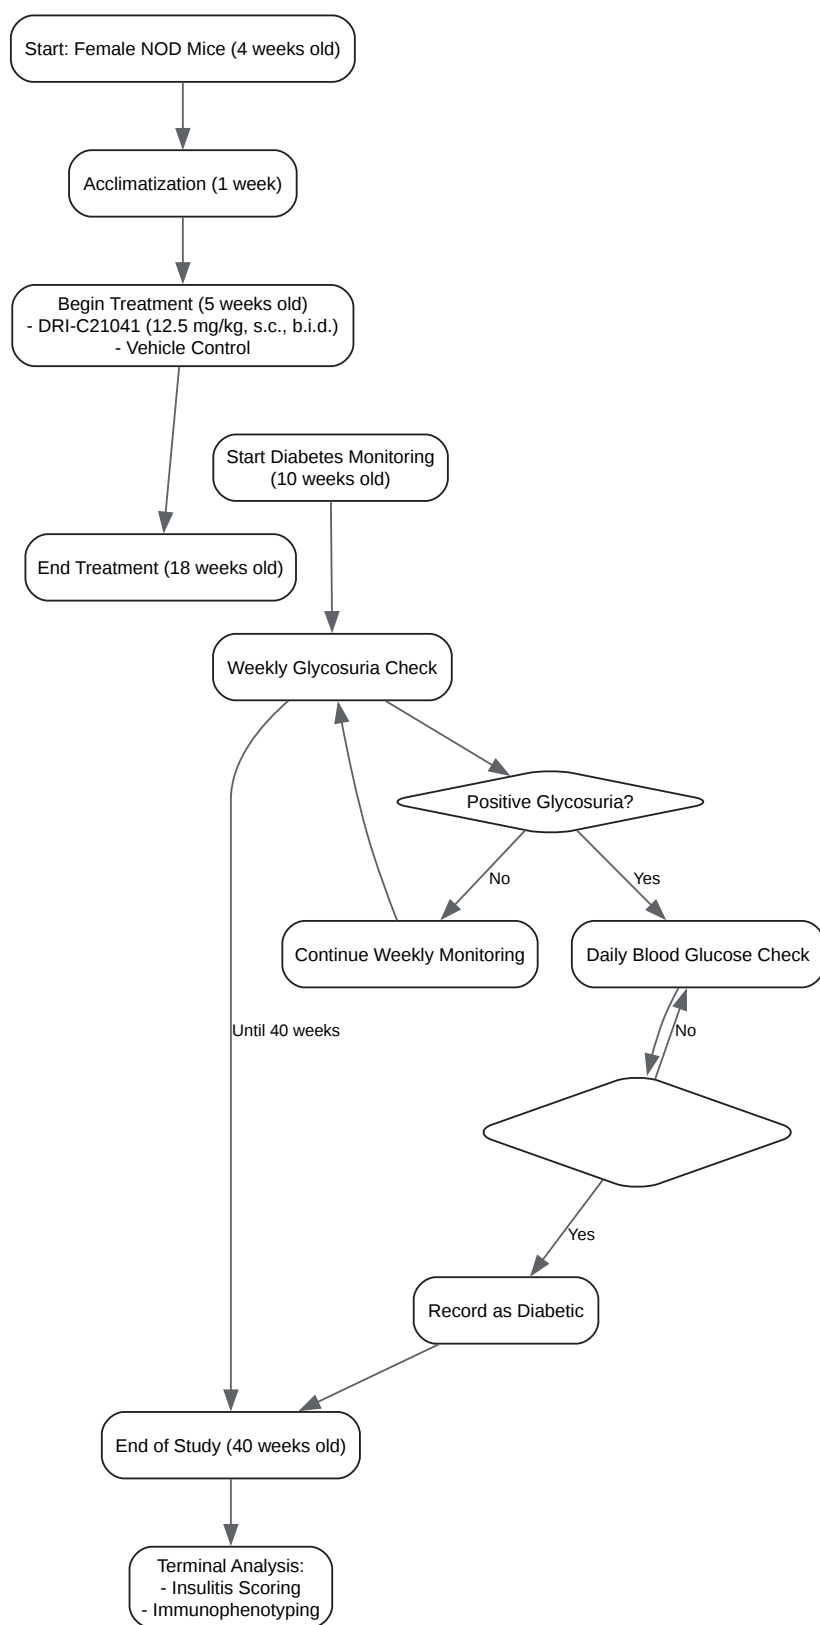 Start: Female NOD Mice (4 weeks old)
Acclimatization (1 week)
Begin Treatment (5 weeks old)
- DRI-C21041 (12.5 mg/kg, s.c., b.i.d.)
- Vehicle Control
Start Diabetes Monitoring
(10 weeks old)
End Treatment (18 weeks old)
Weekly Glycosuria Check
Positive Glycosuria?
No
Yes
Continue Weekly Monitoring
Daily Blood Glucose Check
Until 40 weeks
No
Yes
Record as Diabetic
End of Study (40 weeks old)
Terminal Analysis:
- Insulitis Scoring
- Immunophenotyping